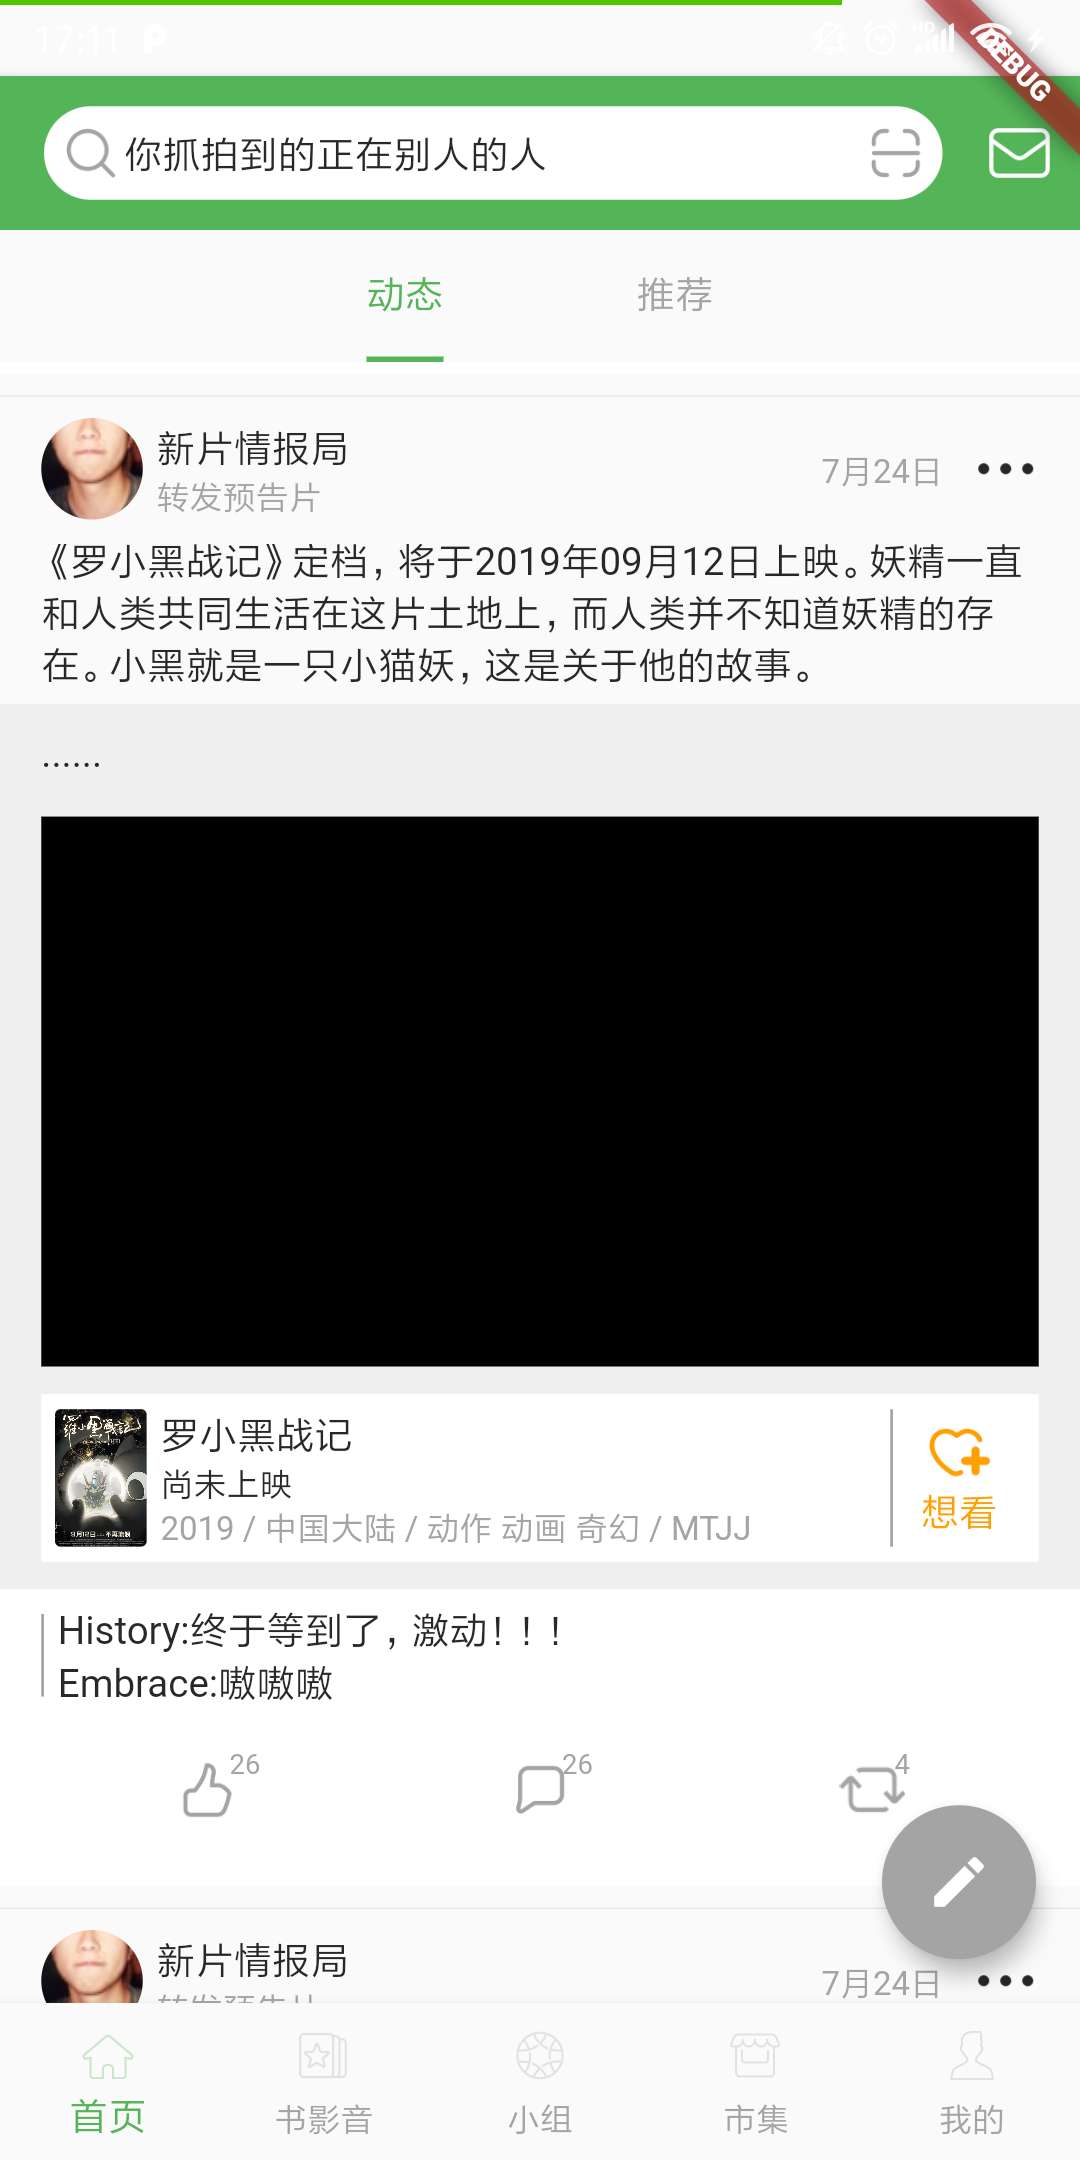 17:11
DEBUG
你抓拍到的正在别人的人
动态
推荐
新片情报局
转发预告片
7月24日
《罗小黑战记》定档，将于2019年09月12日上映。妖精一直
和人类共同生活在这片土地上，而人类并不知道妖精的存
在。小黑就是一只小猫妖，这是关于他的故事。
......
罗小黑战记
尚未上映
2019 / 中国大陆 / 动作 动画 奇幻 / MTJJ
想看
History:终于等到了，激动！！！
Embrace:嗷嗷嗷
26
26
4
新片情报局
转发预告片
7月24日
首页
书影音
小组
市集
我的